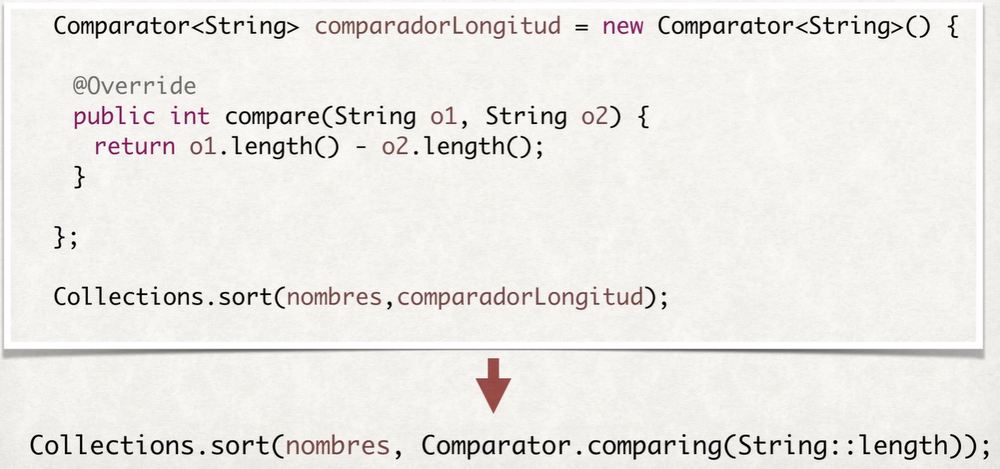 Comparator<String> comparadorLongitud = new Comparator<String>() {
@Override
public int compare(String o1, String o2) {
return o1.length() - o2.length();
}
};
Collections.sort(nombres,comparadorLongitud);
Collections.sort(nombres, Comparator.comparing(String::length));